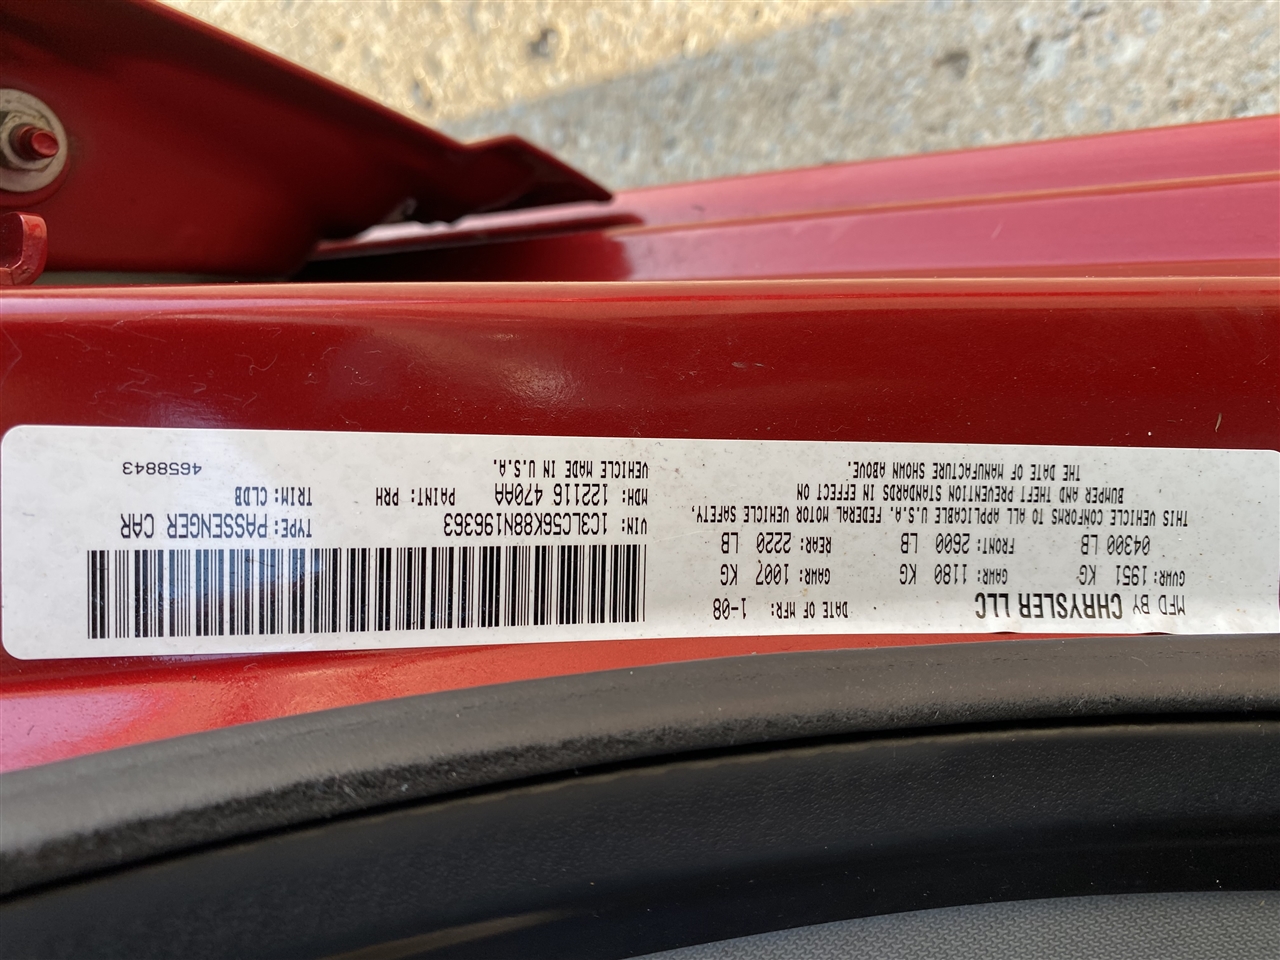 MFD BY CHRYSLER LLC DATE OF MFR: 1-08
GVWR: 1951 KG GAWR: 1180 KG GAWR: 1007 KG
04300 LB FRONT: 2600 LB REAR: 2220 LB
THIS VEHICLE CONFORMS TO ALL APPLICABLE U.S.A. FEDERAL MOTOR VEHICLE SAFETY,
BUMPER AND THEFT PREVENTION STANDARDS IN EFFECT ON
THE DATE OF MANUFACTURE SHOWN ABOVE.
VIN: 1C3LC56K88N196363 TYPE: PASSENGER CAR
MDH: 122116 470AA PAINT: PRH TRIM: CLDB
VEHICLE MADE IN U.S.A. 4658843